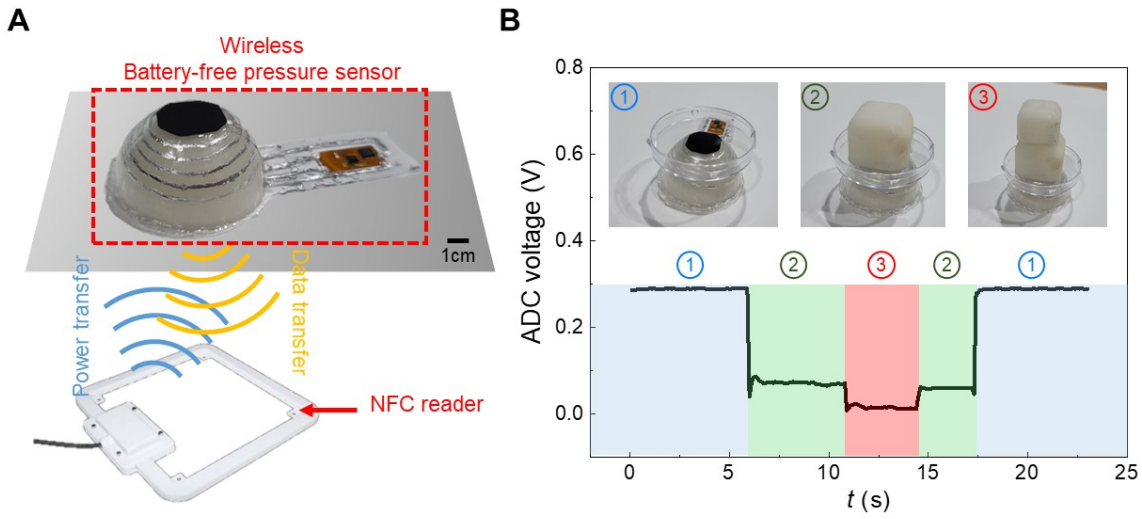 A
Wireless
Battery-free pressure sensor
1cm
Power transfer
Data transfer
NFC reader
B
ADC voltage (V)
0.8
0.6
0.4
0.2
0.0
1
2
3
1
2
3
2
1
0
5
10
15
20
25
t (s)